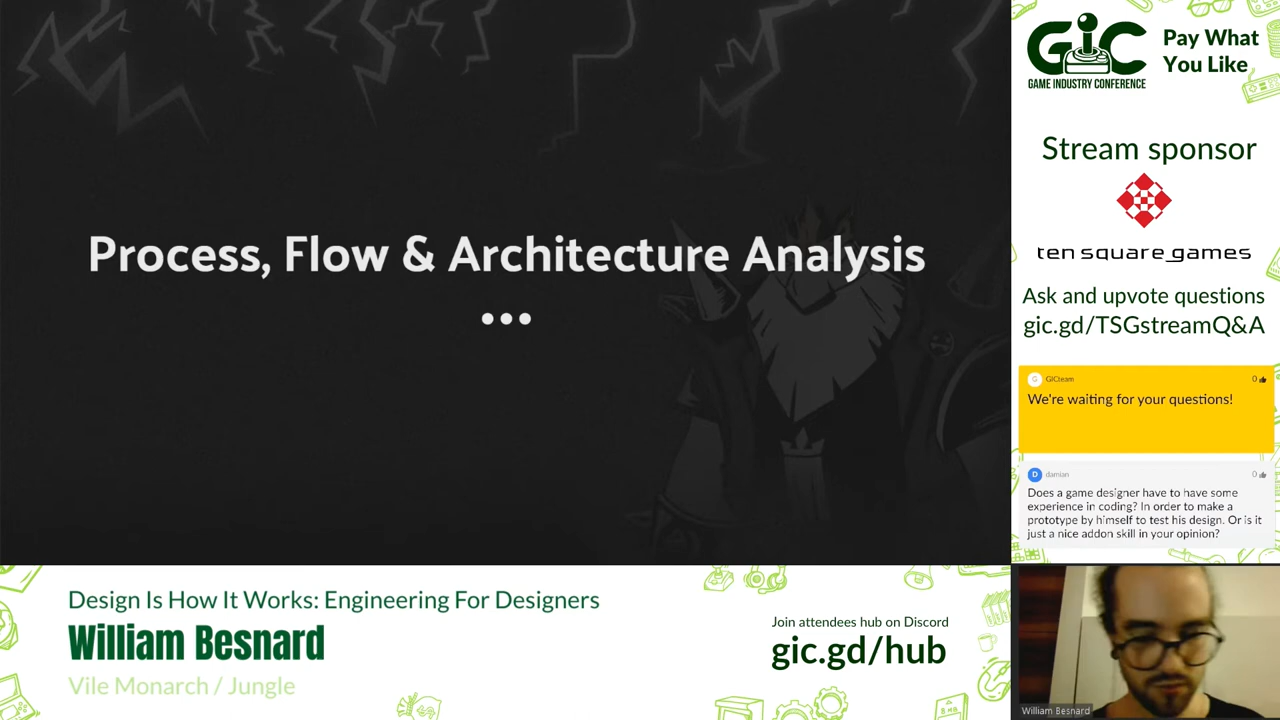 Process, Flow & Architecture Analysis
GIC
GAME INDUSTRY CONFERENCE
Pay What
You Like
Stream sponsor
ten square games
Ask and upvote questions
gic.gd/TSGstreamQ&A
G GICteam 0
We're waiting for your questions!
D damian 0
Does a game designer have to have some
experience in coding? In order to make a
prototype by himself to test his design. Or is it
just a nice addon skill in your opinion?
Design Is How It Works: Engineering For Designers
William Besnard
Vile Monarch / Jungle
Join attendees hub on Discord
gic.gd/hub
William Besnard